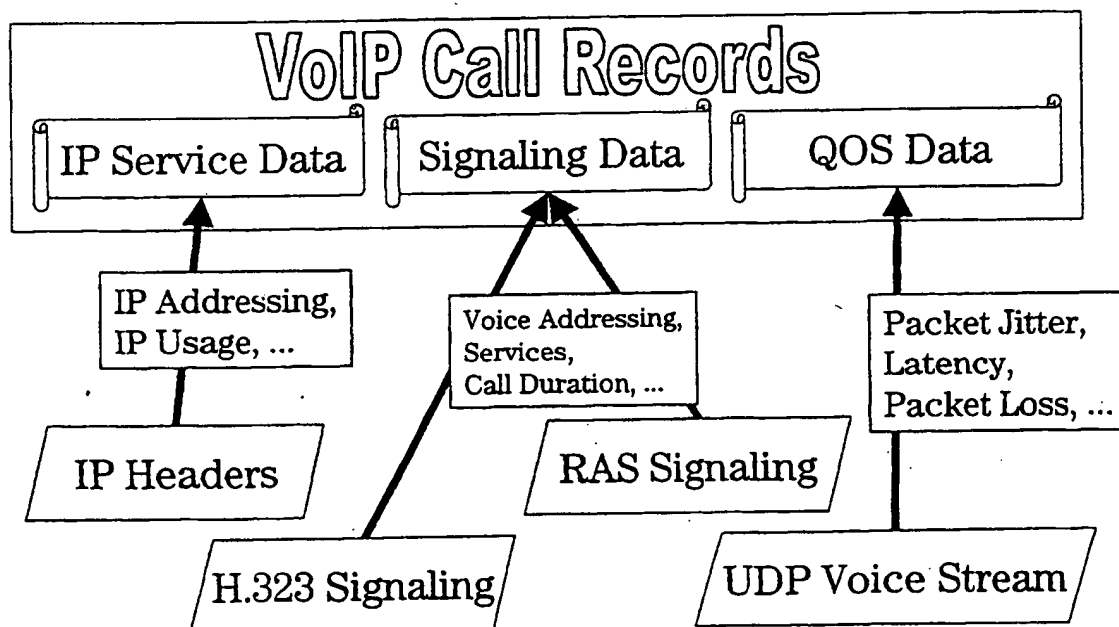 VoIP Call Records
IP Service Data
Signaling Data
QOS Data
IP Addressing,
IP Usage, ...
Voice Addressing,
Services,
Call Duration, ...
Packet Jitter,
Latency,
Packet Loss, ...
IP Headers
RAS Signaling
H.323 Signaling
UDP Voice Stream